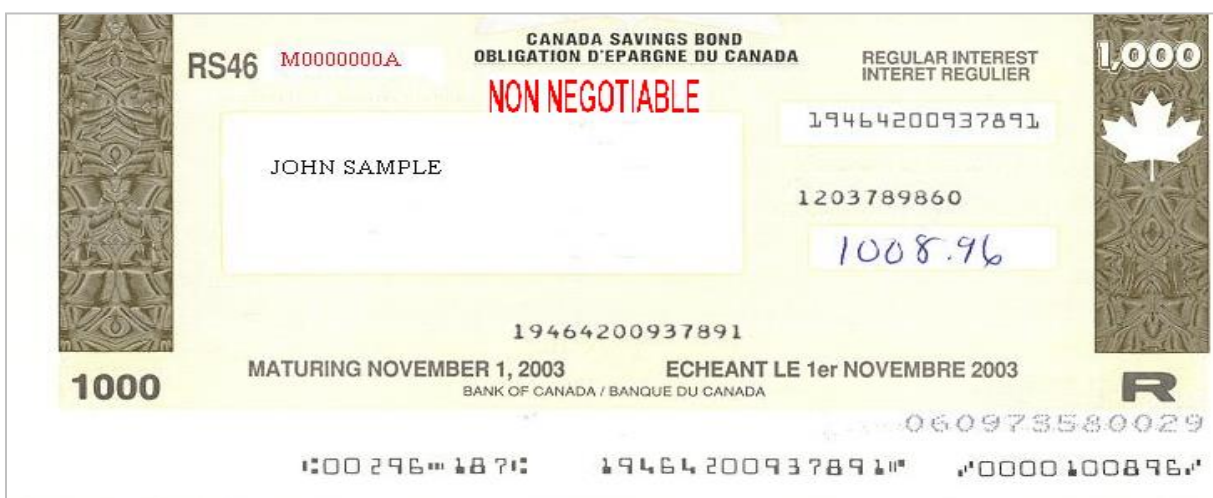 CANADA SAVINGS BOND
OBLIGATION D'EPARGNE DU CANADA
RS46 M0000000A
REGULAR INTEREST
INTERET REGULIER
1,000
NON NEGOTIABLE
19464200937891
JOHN SAMPLE
1203789860
1008.96
19464200937891
MATURING NOVEMBER 1, 2003 ECHEANT LE 1er NOVEMBRE 2003
1000 BANK OF CANADA / BANQUE DU CANADA R
060973580029
⑆00296⑉187⑆ 19464200937891⑈ ⑇0000100896⑇